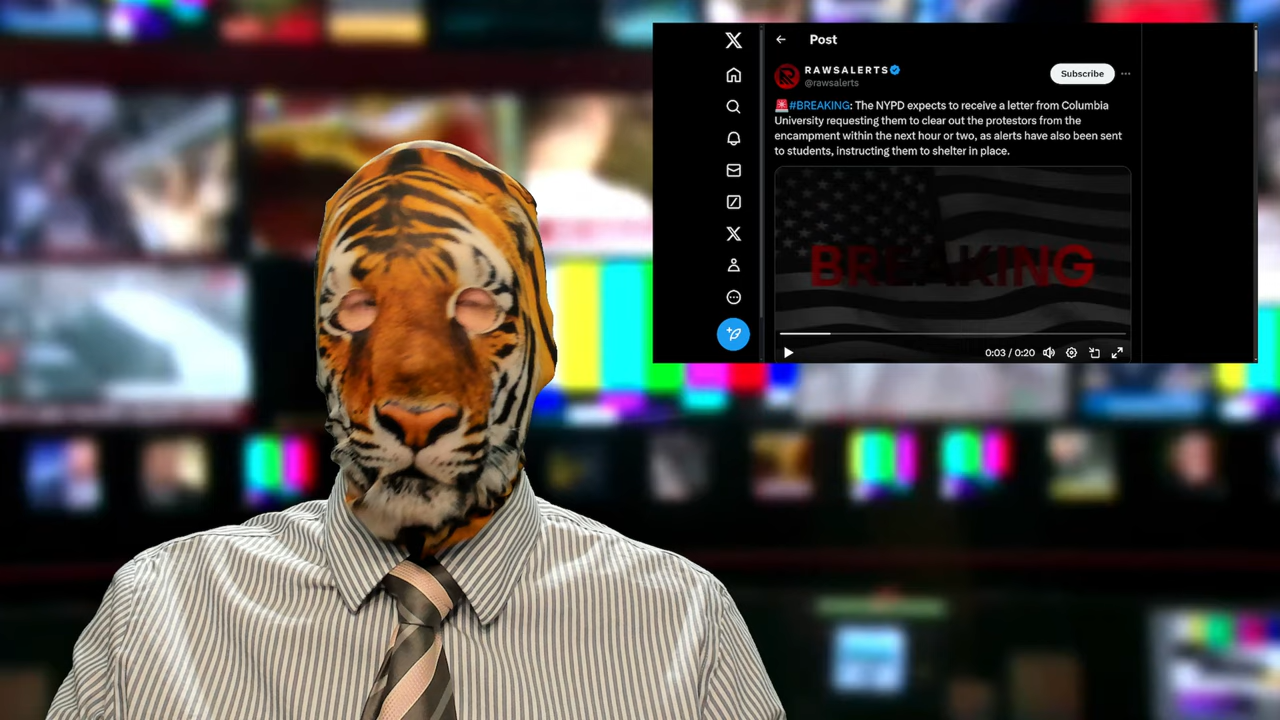 Post
RAWSALERTS
@rawsalerts
Subscribe
🚨#BREAKING: The NYPD expects to receive a letter from Columbia
University requesting them to clear out the protestors from the
encampment within the next hour or two, as alerts have also been sent
to students, instructing them to shelter in place.
BREAKING
0:03 / 0:20